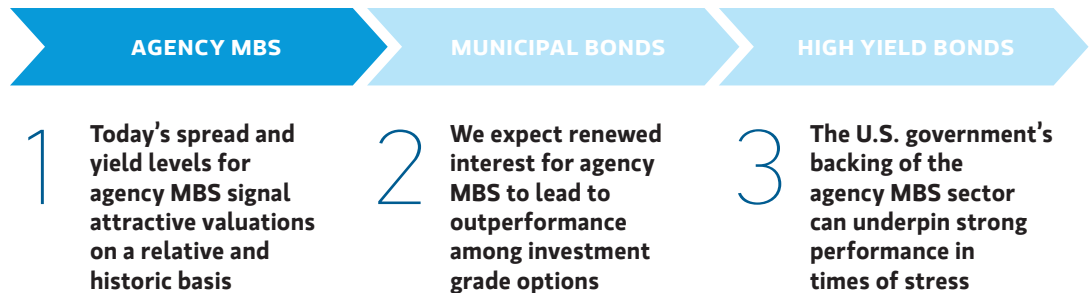 AGENCY MBS
MUNICIPAL BONDS
HIGH YIELD BONDS
1
Today's spread and
yield levels for
agency MBS signal
attractive valuations
on a relative and
historic basis
2
We expect renewed
interest for agency
MBS to lead to
outperformance
among investment
grade options
3
The U.S. government's
backing of the
agency MBS sector
can underpin strong
performance in
times of stress